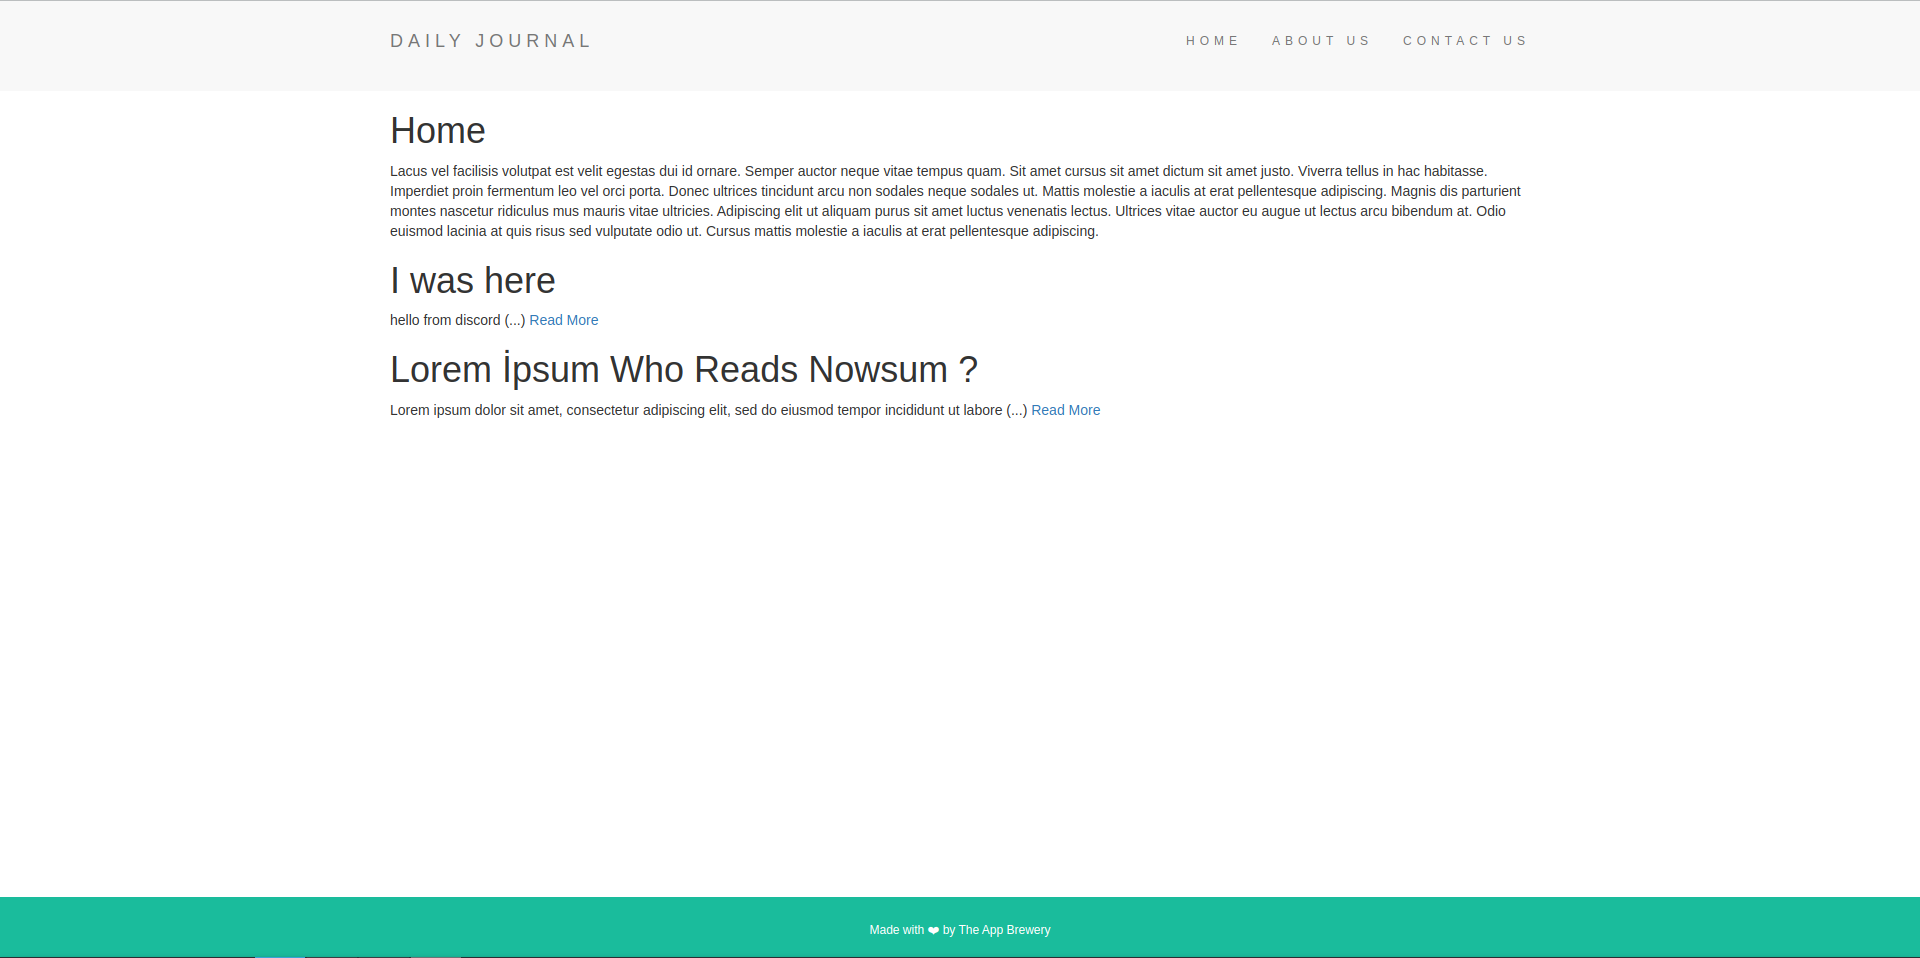 DAILY JOURNAL
HOME ABOUT US CONTACT US
Home
Lacus vel facilisis volutpat est velit egestas dui id ornare. Semper auctor neque vitae tempus quam. Sit amet cursus sit amet dictum sit amet justo. Viverra tellus in hac habitasse.
Imperdiet proin fermentum leo vel orci porta. Donec ultrices tincidunt arcu non sodales neque sodales ut. Mattis molestie a iaculis at erat pellentesque adipiscing. Magnis dis parturient
montes nascetur ridiculus mus mauris vitae ultricies. Adipiscing elit ut aliquam purus sit amet luctus venenatis lectus. Ultrices vitae auctor eu augue ut lectus arcu bibendum at. Odio
euismod lacinia at quis risus sed vulputate odio ut. Cursus mattis molestie a iaculis at erat pellentesque adipiscing.
I was here
hello from discord (...) Read More
Lorem İpsum Who Reads Nowsum ?
Lorem ipsum dolor sit amet, consectetur adipiscing elit, sed do eiusmod tempor incididunt ut labore (...) Read More
Made with ❤ by The App Brewery